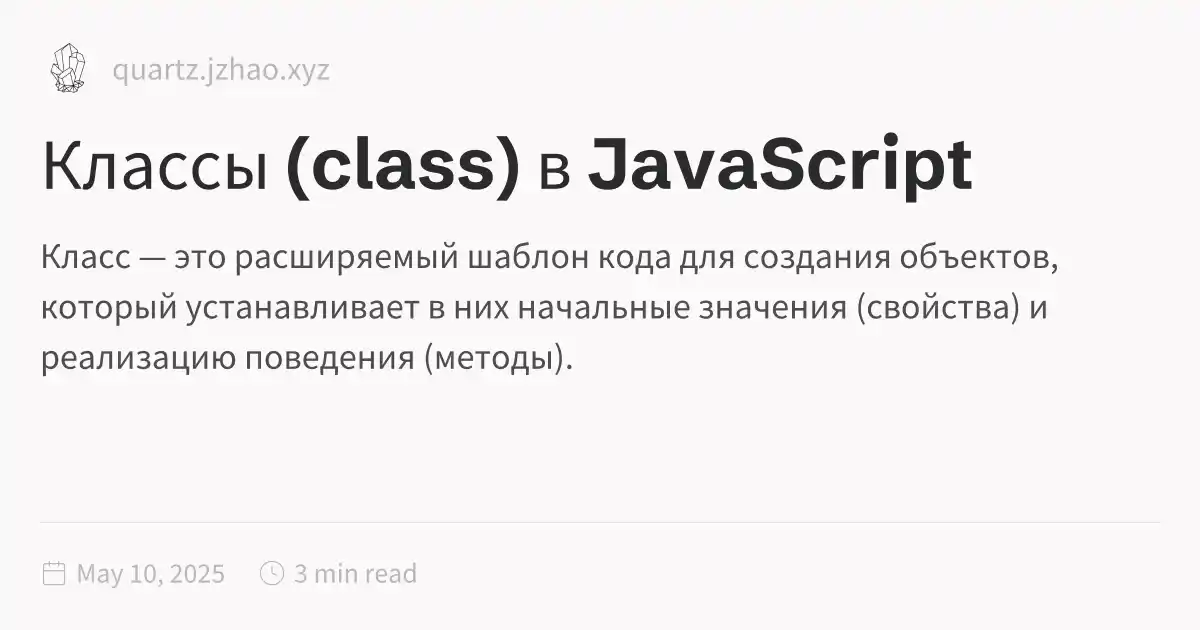 quartz.jzhao.xyz
Классы (class) в JavaScript
Класс — это расширяемый шаблон кода для создания объектов,
который устанавливает в них начальные значения (свойства) и
реализацию поведения (методы).
May 10, 2025 3 min read